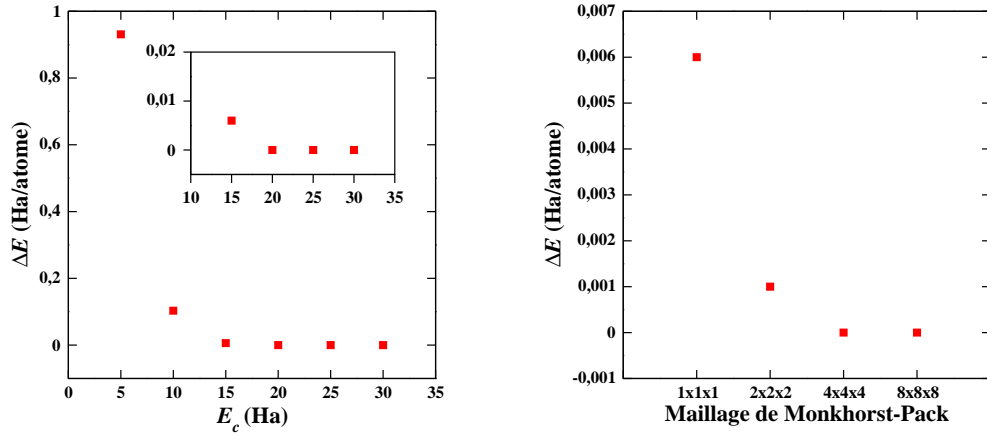 1
0,8
0,6
0,4
0,2
0
ΔE (Ha/atome)
0 5 10 15 20 25 30 35
E_c (Ha)
0,02
0,01
0
10 15 20 25 30 35
0,007
0,006
0,005
0,004
0,003
0,002
0,001
0
-0,001
ΔE (Ha/atome)
1x1x1 2x2x2 4x4x4 8x8x8
Maillage de Monkhorst-Pack